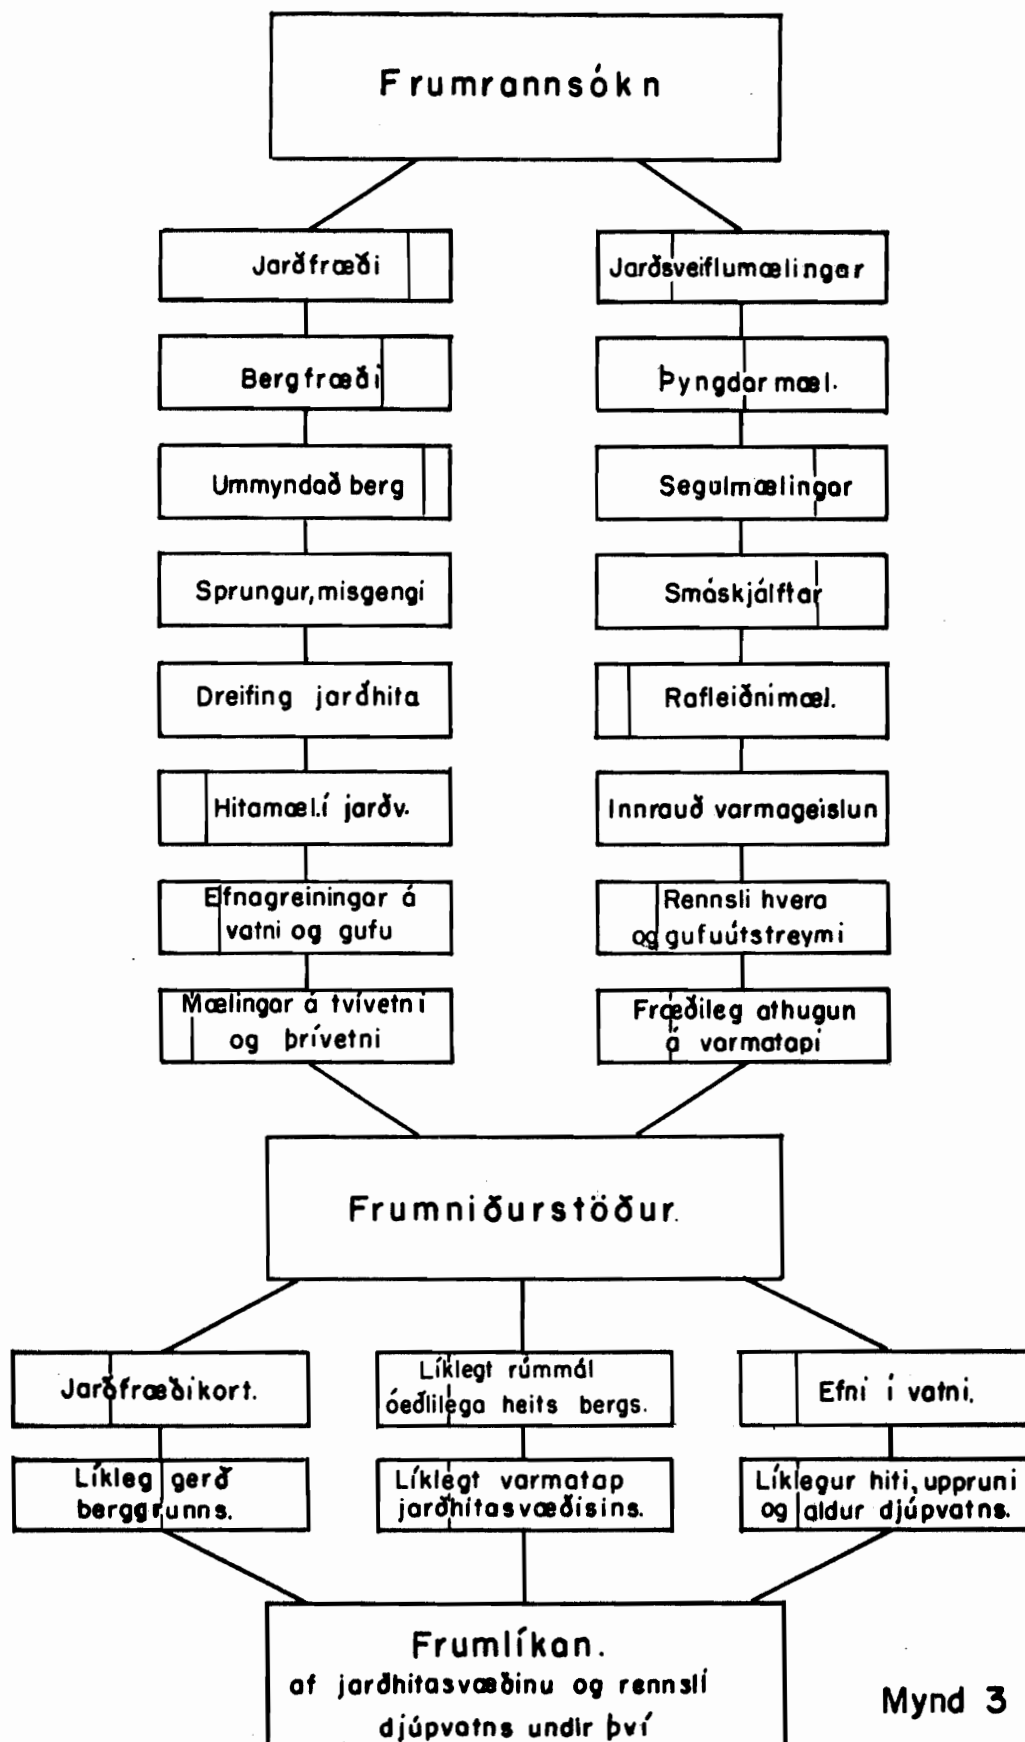 Frumrannsókn
Jarðfræði
Bergfræði
Ummyndað berg
Sprungur, misgengi
Dreifing jarðhita
Hitamæl. í jarðv.
Efnagreiningar á
vatni og gufu
Mælingar á tvívetni
og þrívetni
Jarðsveiflumælingar
Þyngdarmæl.
Segulmælingar
Smáskjálftar
Rafleiðnimæl.
Innrauð varmageislun
Rennsli hvera
og gufuútstreymi
Fræðileg athugun
á varmatapi
Frumniðurstöður.
Jarðfræðikort.
Líkleg gerð
berggrunns.
Líklegt rúmmál
óeðlilega heits bergs.
Líklegt varmatap
jarðhitasvæðisins.
Efni í vatni.
Líklegur hiti, uppruni
og aldur djúpvatns.
Frumlíkan.
af jarðhitasvæðinu og rennsli
djúpvatns undir því
Mynd 3